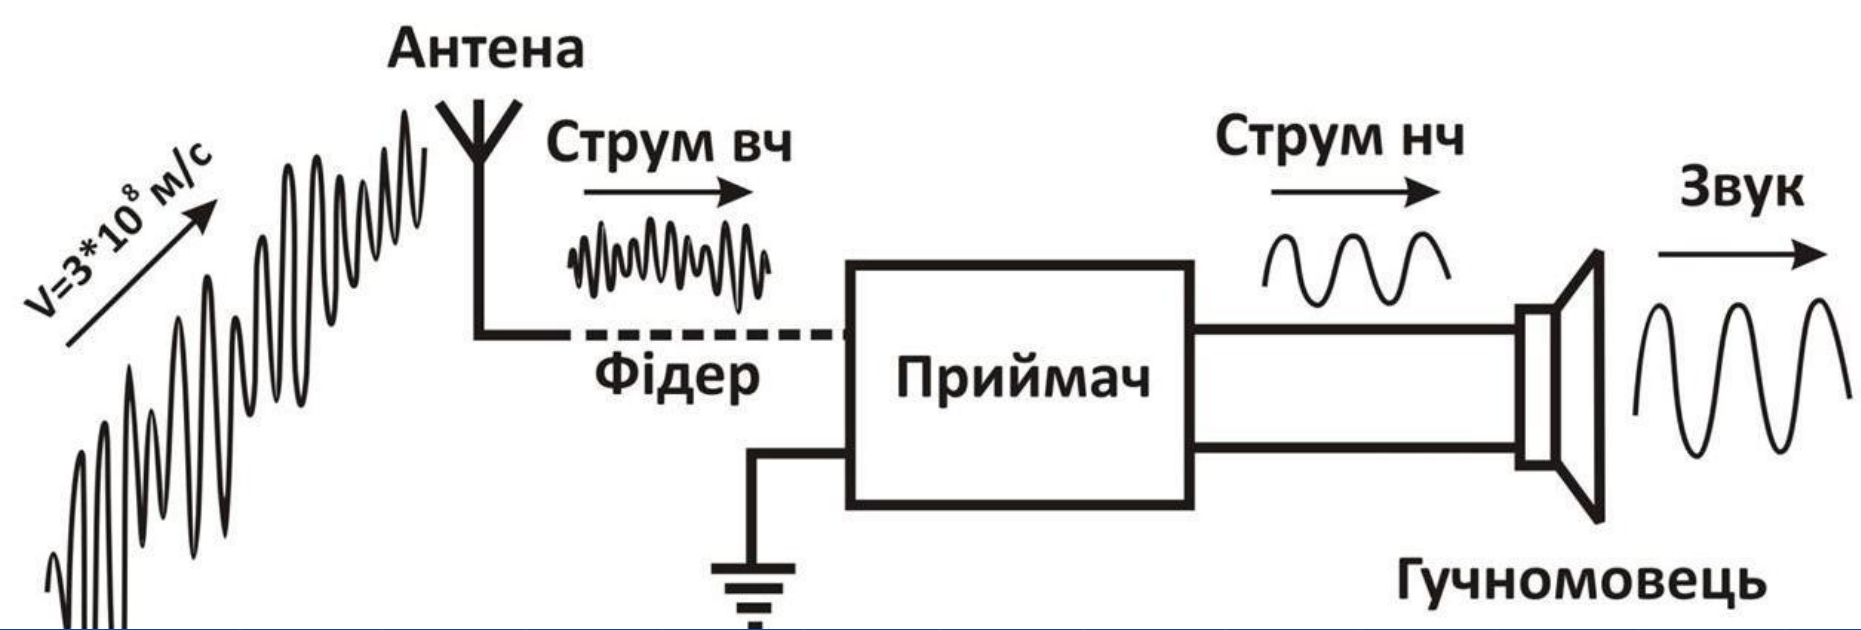 Антена
V=3*10⁸ м/с
Струм вч
Фідер
Приймач
Струм нч
Звук
Гучномовець